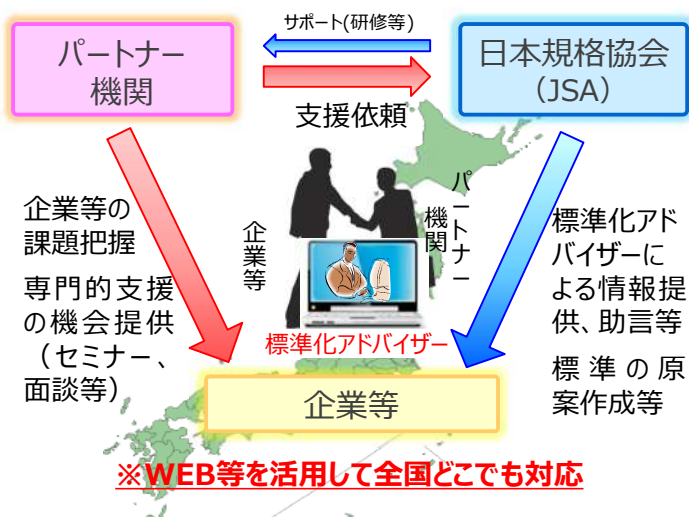 サポート(研修等)
パートナー
機関
日本規格協会
(JSA)
支援依頼
企業等の
課題把握
専門的支援
の機会提供
(セミナー、
面談等)
企業等
パートナー
機関
標準化アドバイザー
標準化アド
バイザーに
よる情報提
供、助言等
標準の原
案作成等
企業等
※WEB等を活用して全国どこでも対応